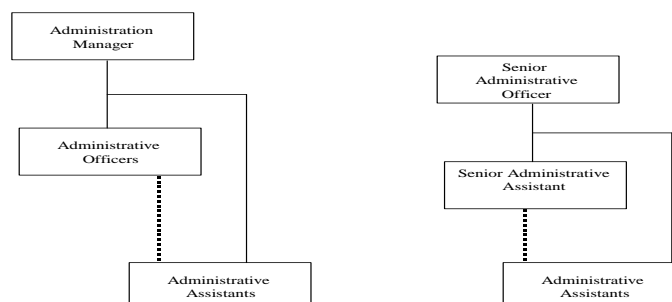 Administration
Manager
Administrative
Officers
Administrative
Assistants
Senior
Administrative
Officer
Senior Administrative
Assistant
Administrative
Assistants